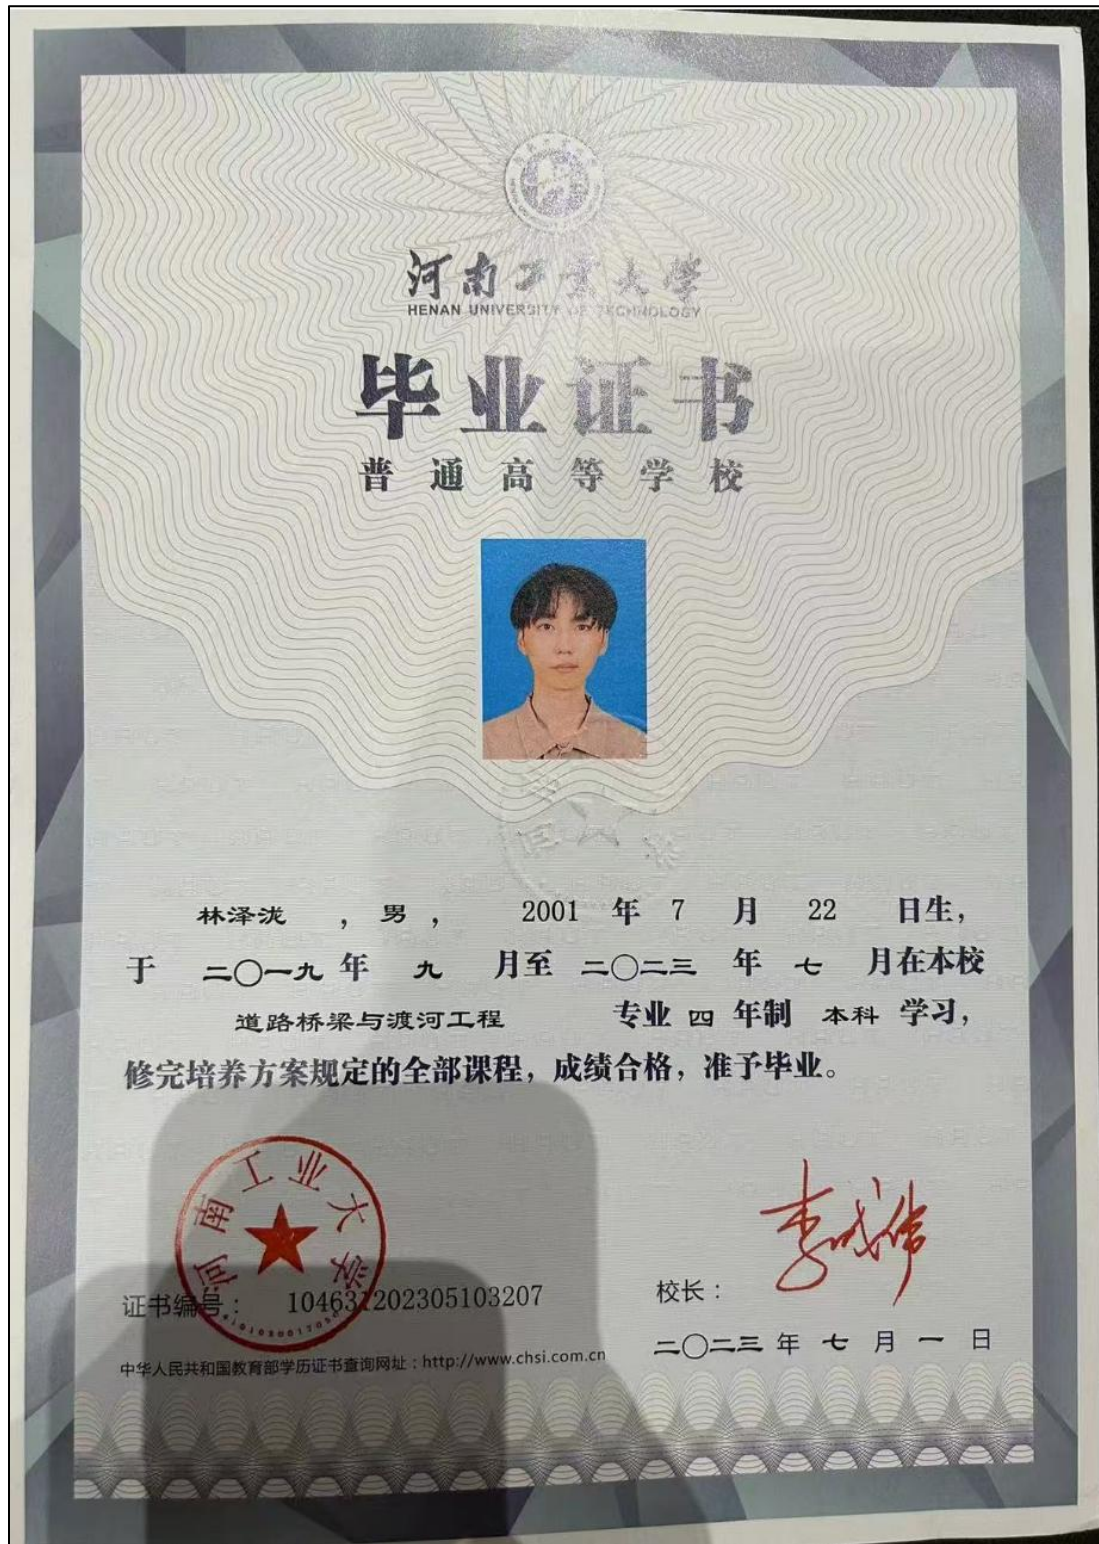 河南工业大学
HENAN UNIVERSITY OF TECHNOLOGY
毕业证书
普通高等学校
林泽泷 , 男 , 2001 年 7 月 22 日生,
于 二〇一九 年 九 月至 二〇二三 年 七 月在本校
道路桥梁与渡河工程 专业 四 年制 本科 学习,
修完培养方案规定的全部课程,成绩合格,准予毕业。
河南工业大学
证书编号: 104631202305103207
校长: 李成伟
二〇二三 年 七 月 一 日
中华人民共和国教育部学历证书查询网址:http://www.chsi.com.cn